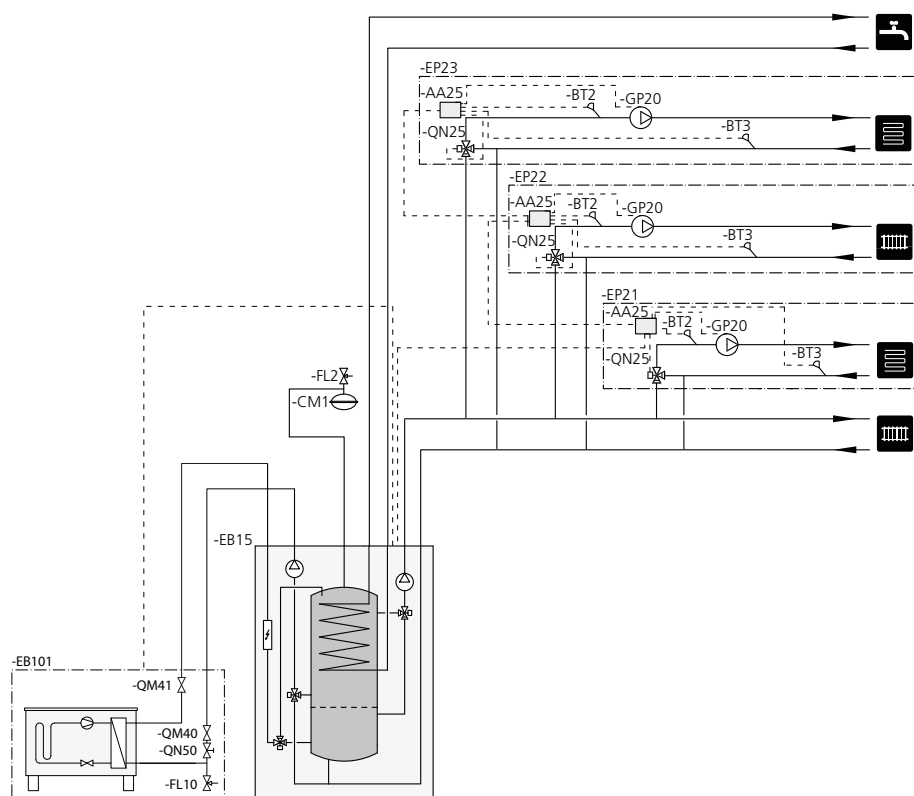 -EP23
-AA25
-BT2
-GP20
-QN25
-BT3
-EP22
-AA25
-BT2
-GP20
-QN25
-BT3
-EP21
-AA25
-BT2
-GP20
-QN25
-BT3
-FL2
-CM1
-EB15
-EB101
-QM41
-QM40
-QN50
-FL10